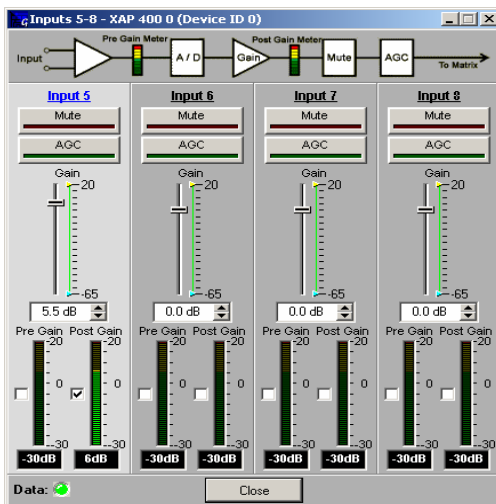 Inputs 5-8 - XAP 400 0 (Device ID 0)
Pre Gain Meter
Post Gain Meter
Input
A / D
Gain
Mute
AGC
To Matrix
Input 5
Input 6
Input 7
Input 8
Mute
Mute
Mute
Mute
AGC
AGC
AGC
AGC
Gain
Gain
Gain
Gain
20
20
20
20
-65
-65
-65
-65
5.5 dB
0.0 dB
0.0 dB
0.0 dB
Pre Gain Post Gain
Pre Gain Post Gain
Pre Gain Post Gain
Pre Gain Post Gain
-20 -20
-20 -20
-20 -20
-20 -20
0 0
0 0
0 0
0 0
-30 -30
-30 -30
-30 -30
-30 -30
-30dB 6dB
-30dB -30dB
-30dB -30dB
-30dB -30dB
Data:
Close